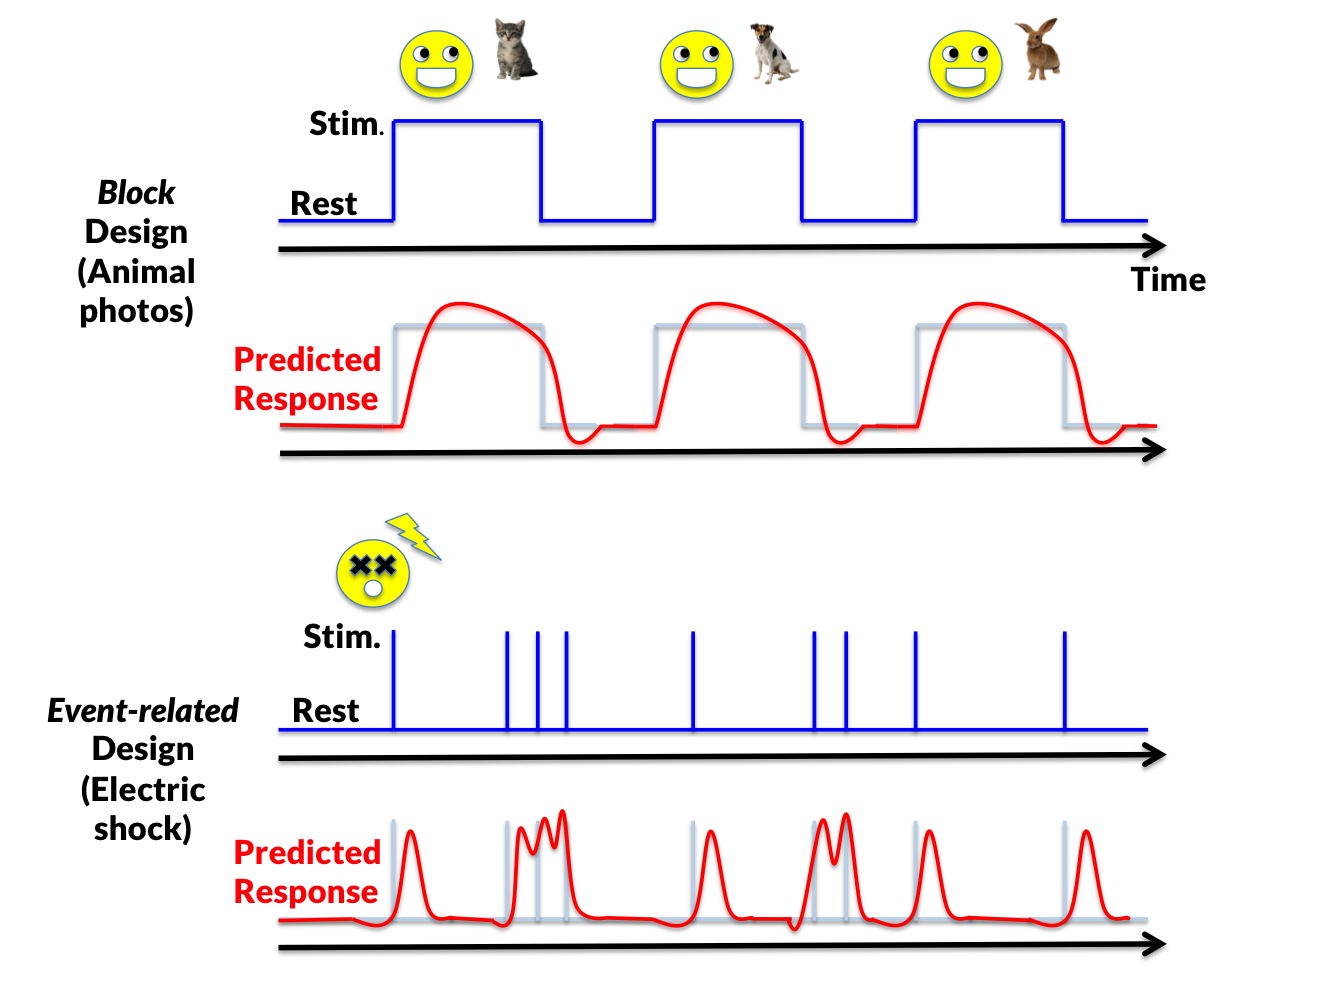 Stim.
Rest
Block
Design
(Animal
photos)
Time
Predicted
Response
Stim.
Rest
Event-related
Design
(Electric
shock)
Predicted
Response